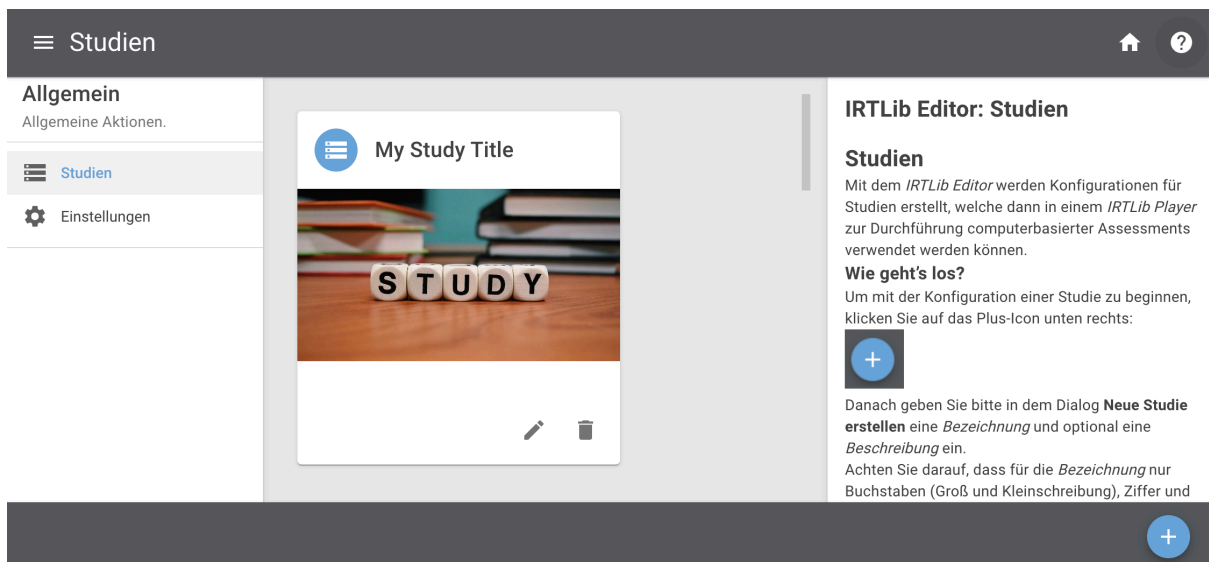 Studien
Allgemein
Allgemeine Aktionen.
Studien
Einstellungen
My Study Title
STUDY
IRTLib Editor: Studien
Studien
Mit dem IRTLib Editor werden Konfigurationen für
Studien erstellt, welche dann in einem IRTLib Player
zur Durchführung computerbasierter Assessments
verwendet werden können.
Wie geht’s los?
Um mit der Konfiguration einer Studie zu beginnen,
klicken Sie auf das Plus-Icon unten rechts:
Danach geben Sie bitte in dem Dialog Neue Studie
erstellen eine Bezeichnung und optional eine
Beschreibung ein.
Achten Sie darauf, dass für die Bezeichnung nur
Buchstaben (Groß und Kleinschreibung), Ziffer und